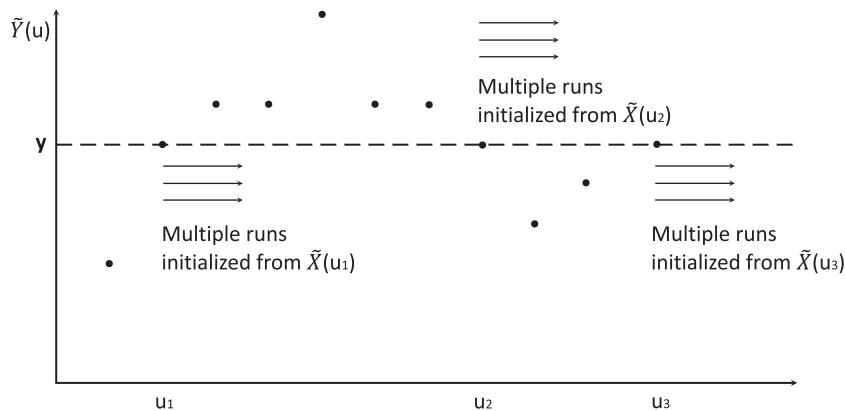 Ỹ(u)
Multiple runs
initialized from X̃(u₂)
y
Multiple runs
initialized from X̃(u₁)
Multiple runs
initialized from X̃(u₃)
u₁
u₂
u₃